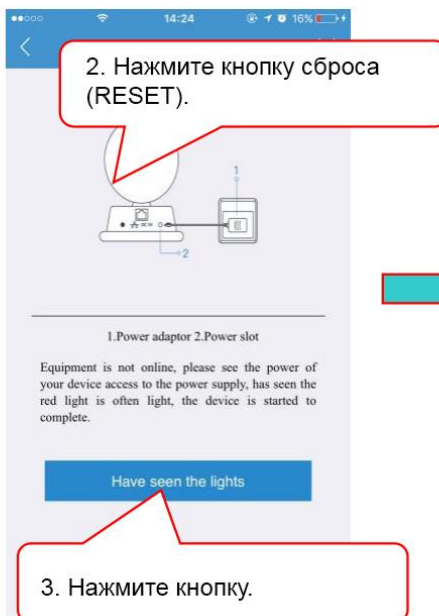 14:24
16%
2. Нажмите кнопку сброса
(RESET).
1
2
1.Power adaptor 2.Power slot
Equipment is not online, please see the power of
your device access to the power supply, has seen the
red light is often light, the device is started to
complete.
Have seen the lights
3. Нажмите кнопку.